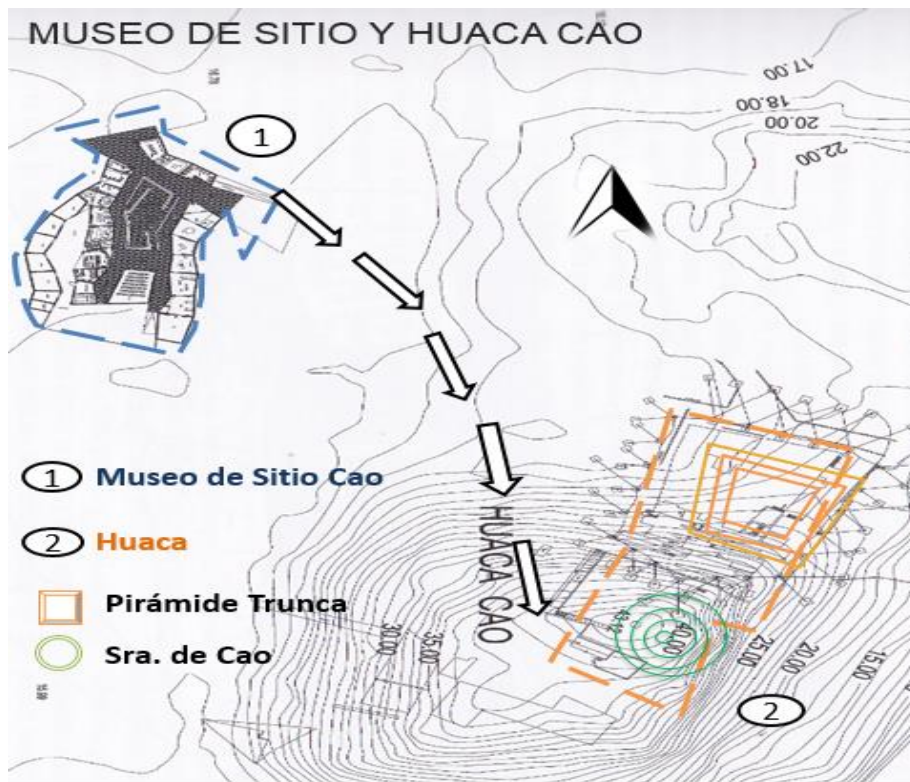 MUSEO DE SITIO Y HUACA CAO
17.00
18.00
20.00
22.00
1
1 Museo de Sitio Cao
2 Huaca
Pirámide Trunca
Sra. de Cao
HUACA CAO
30.00
35.00
40.00
25.00
20.00
15.00
2